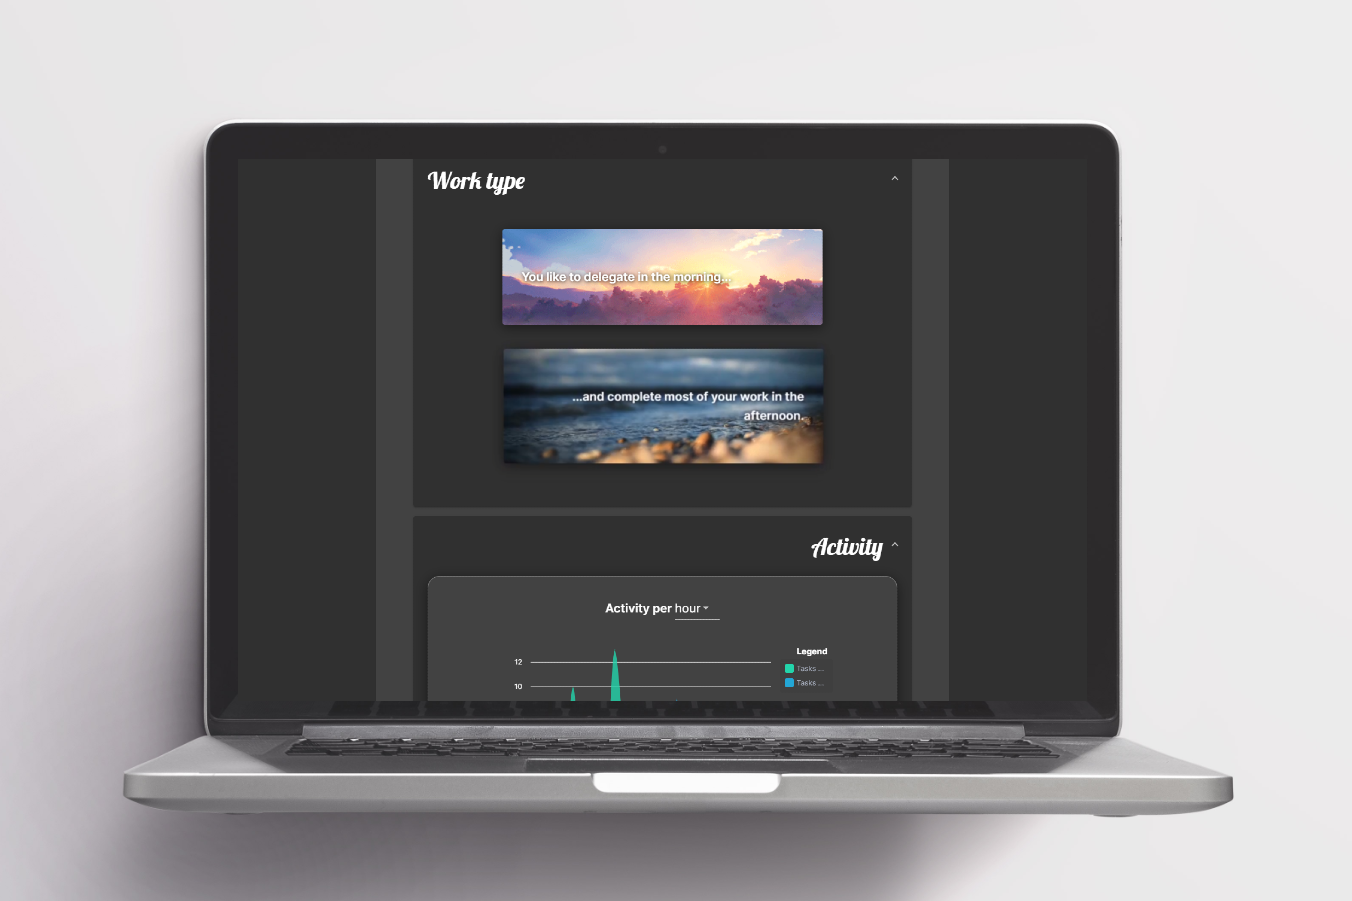 Work type
You like to delegate in the morning...
...and complete most of your work in the
afternoon.
Activity
Activity per hour
Legend
12
Tasks ...
10
Tasks ...